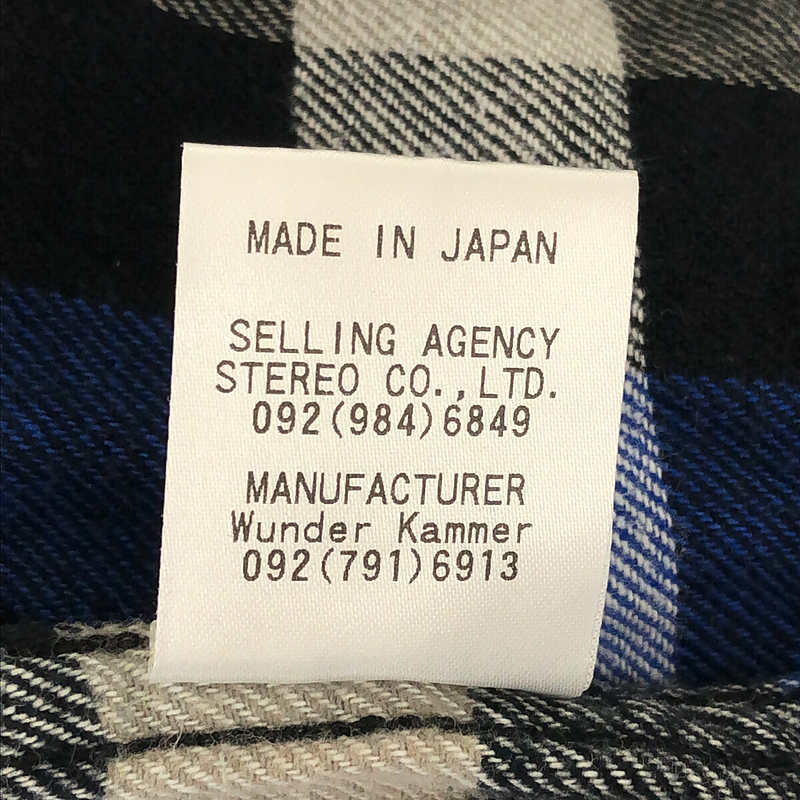 MADE IN JAPAN
SELLING AGENCY
STEREO CO.,LTD.
092(984)6849
MANUFACTURER
Wunder Kammer
092(791)6913